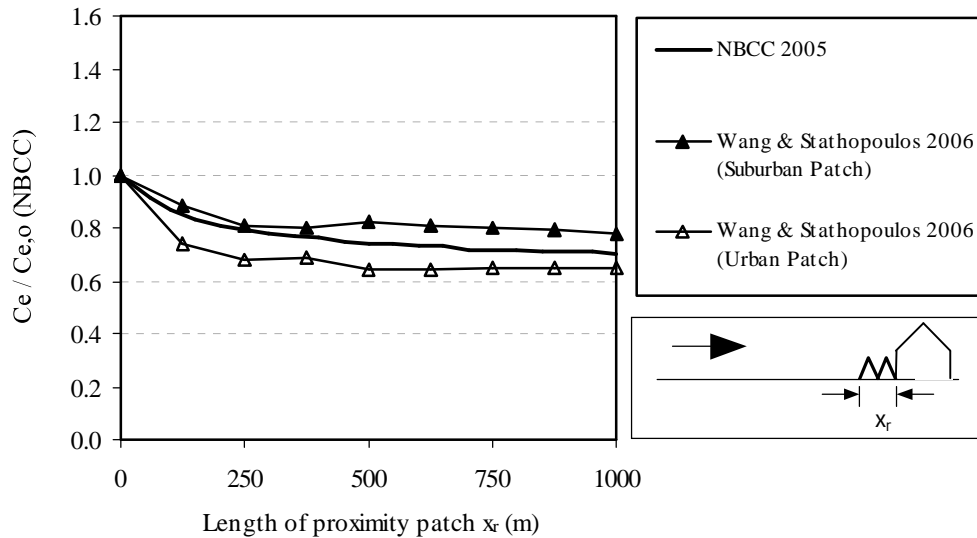 1.6
1.4
1.2
1.0
0.8
0.6
0.4
0.2
0.0
Ce / Ce,o (NBCC)
0 250 500 750 1000
Length of proximity patch xr (m)
NBCC 2005
Wang & Stathopoulos 2006
(Suburban Patch)
Wang & Stathopoulos 2006
(Urban Patch)
xr